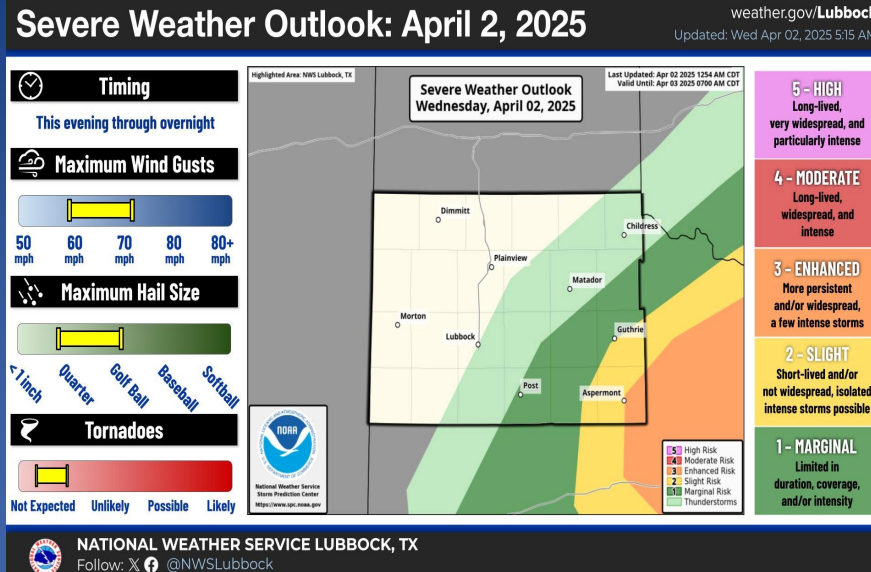 Severe Weather Outlook: April 2, 2025
weather.gov/Lubbock
Updated: Wed Apr 02, 2025 5:15 AM
Timing
This evening through overnight
Maximum Wind Gusts
50 mph
60 mph
70 mph
80 mph
80+ mph
Maximum Hail Size
<1 inch
Quarter
Golf Ball
Baseball
Softball
Tornadoes
Not Expected
Unlikely
Possible
Likely
Highlighted Area: NWS Lubbock, TX
Severe Weather Outlook
Wednesday, April 02, 2025
Last Updated: Apr 02 2025 1254 AM CDT
Valid Until: Apr 03 2025 0700 AM CDT
Dimmitt
Childress
Plainview
Matador
Morton
Lubbock
Guthrie
Post
Aspermont
NOAA
National Weather Service
Storm Prediction Center
https://www.spc.noaa.gov
5 High Risk
4 Moderate Risk
3 Enhanced Risk
2 Slight Risk
1 Marginal Risk
Thunderstorms
5 - HIGH
Long-lived,
very widespread, and
particularly intense
4 - MODERATE
Long-lived,
widespread, and
intense
3 - ENHANCED
More persistent
and/or widespread,
a few intense storms
2 - SLIGHT
Short-lived and/or
not widespread, isolated
intense storms possible
1 - MARGINAL
Limited in
duration, coverage,
and/or intensity
NATIONAL WEATHER SERVICE LUBBOCK, TX
Follow: X @NWSLubbock